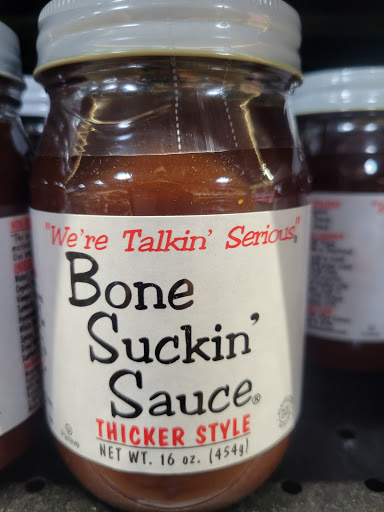 "We're Talkin' Serious"®
Bone
Suckin'
Sauce®
THICKER STYLE
NET WT. 16 oz. (454g)